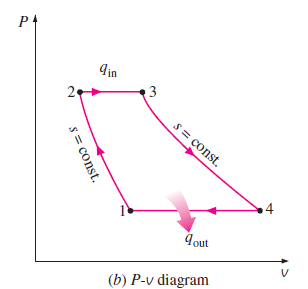 P
q_in
2
3
s = const.
s = const.
1
4
q_out
v
(b) P-v diagram